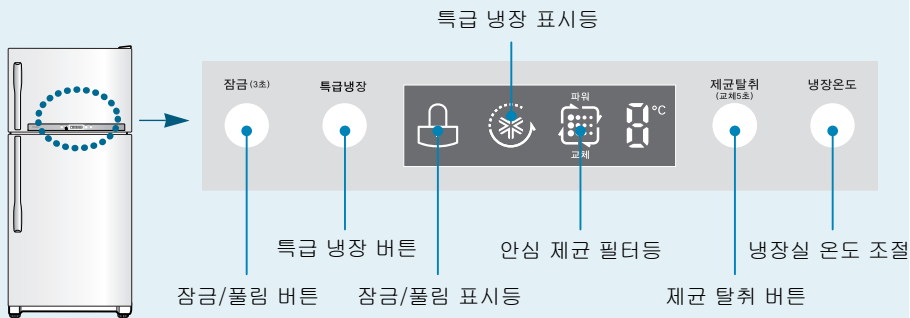 특급 냉장 표시등
잠금 (3초)
특급냉장
파워
교체
8 °C
제균탈취
(교체5초)
냉장온도
특급 냉장 버튼
안심 제균 필터등
냉장실 온도 조절
잠금/풀림 버튼
잠금/풀림 표시등
제균 탈취 버튼